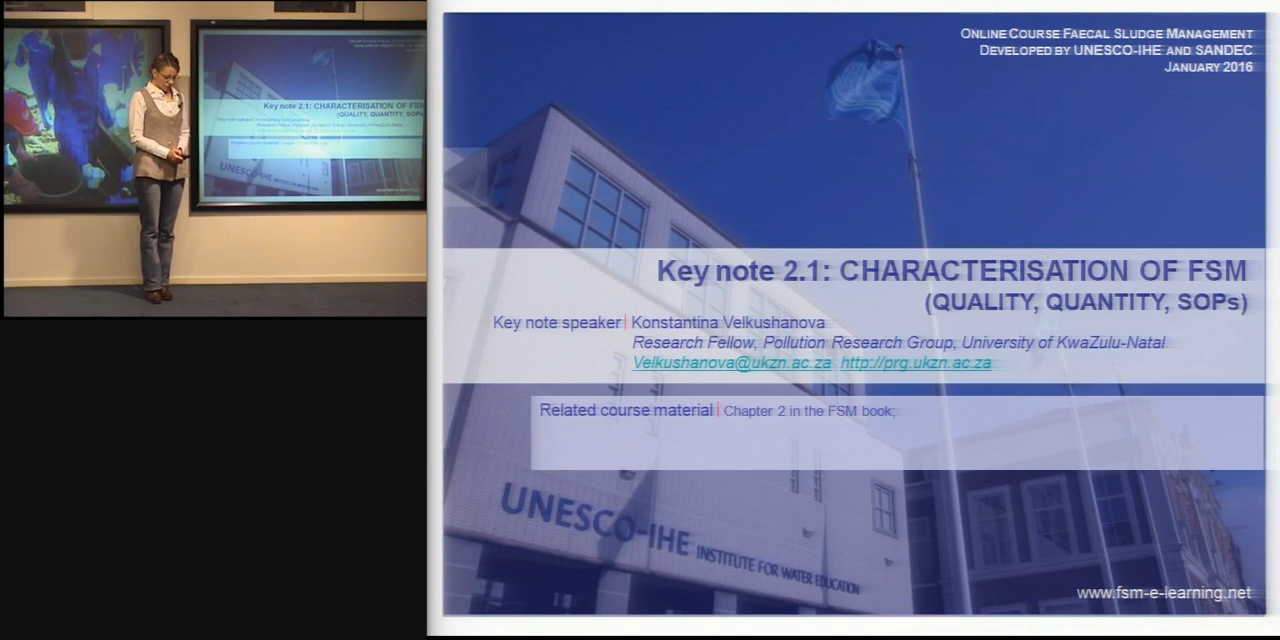 ONLINE COURSE FAECAL SLUDGE MANAGEMENT
DEVELOPED BY UNESCO-IHE AND SANDEC
JANUARY 2016
Key note 2.1: CHARACTERISATION OF FSM
(QUALITY, QUANTITY, SOPs)
Key note speaker| Konstantina Velkushanova
Research Fellow, Pollution Research Group, University of KwaZulu-Natal
Velkushanova@ukzn.ac.za http://prg.ukzn.ac.za
Related course material| Chapter 2 in the FSM book;
UNESCO-IHE INSTITUTE FOR WATER EDUCATION
www.fsm-e-learning.net
Key note 2.1: CHARACTERISATION OF FSM
(QUALITY, QUANTITY, SOPs
UNESCO-IHE